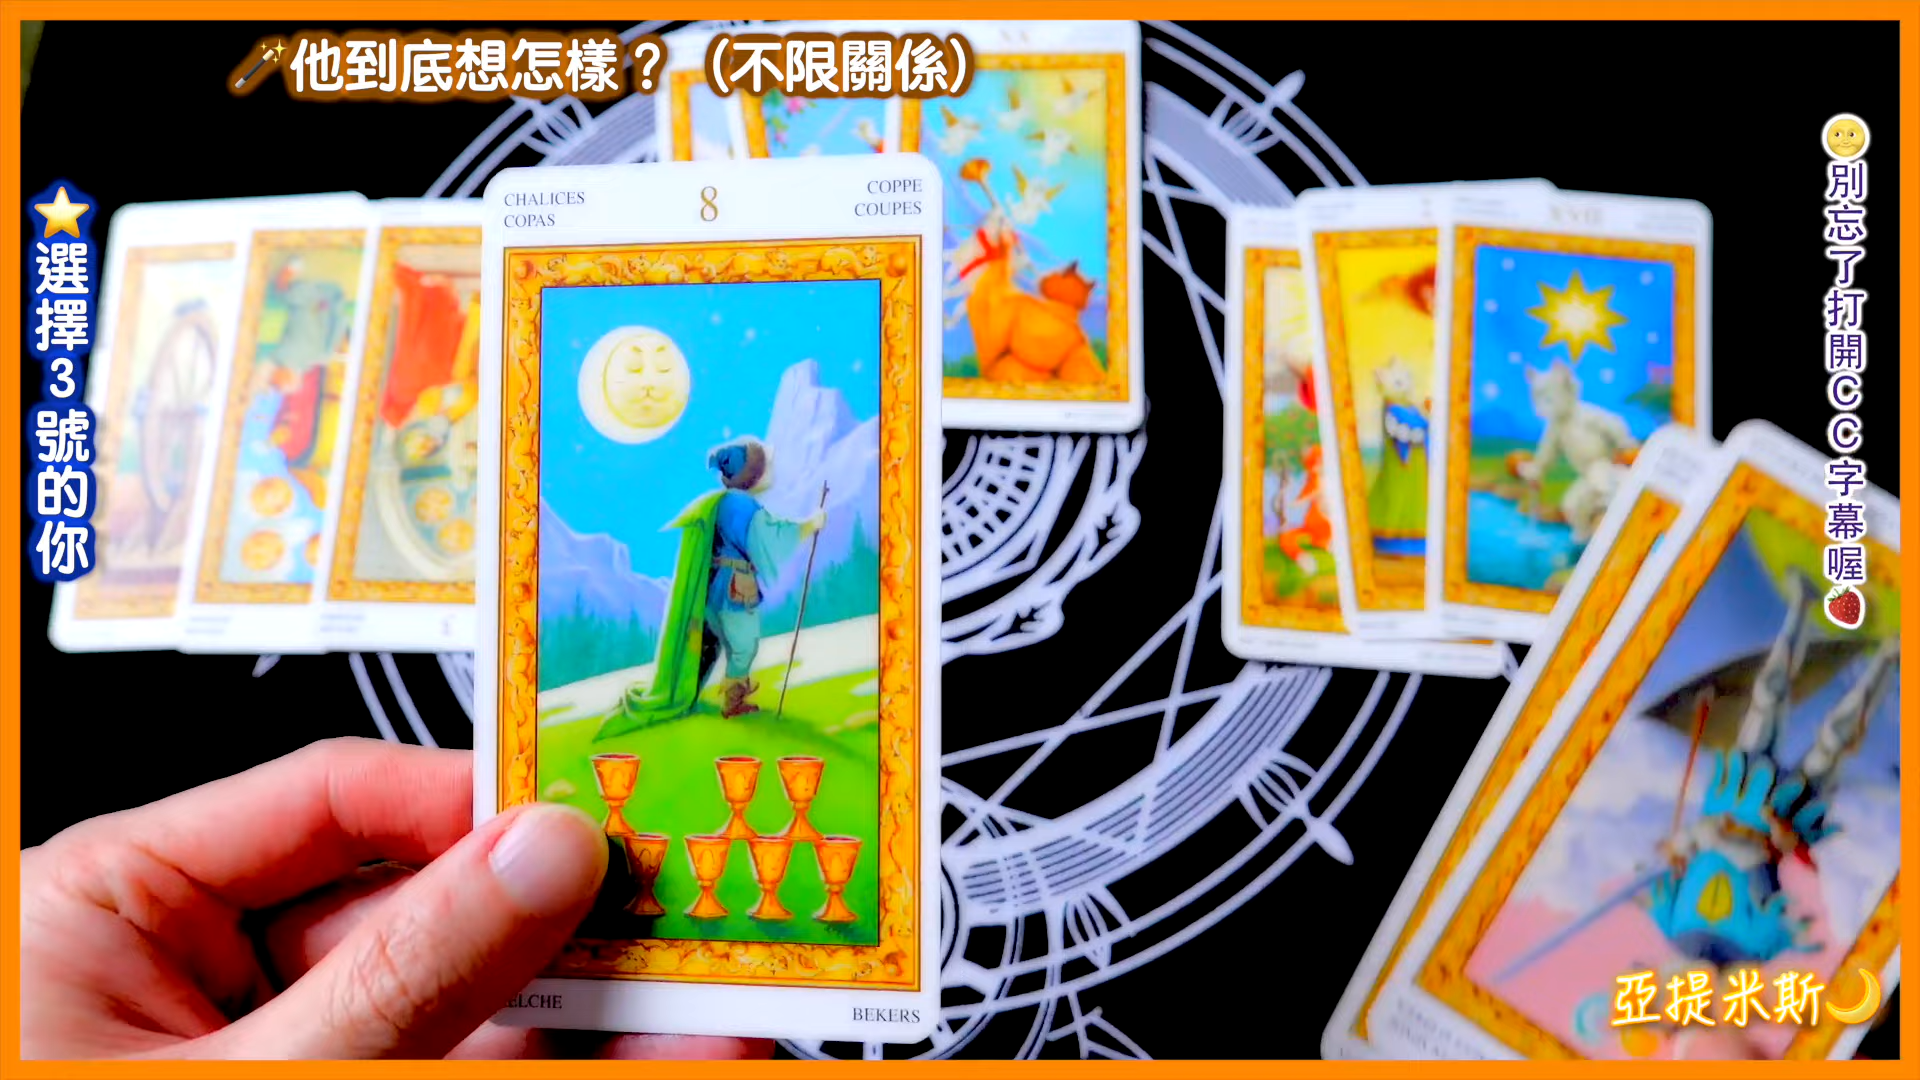 🪄他到底想怎樣？（不限關係）
⭐選擇3號的你
🌝別忘了打開CC字幕喔🍓
CHALICES
COPAS
8
COPPE
COUPES
XVII
BEKERS
亞提米斯🌙